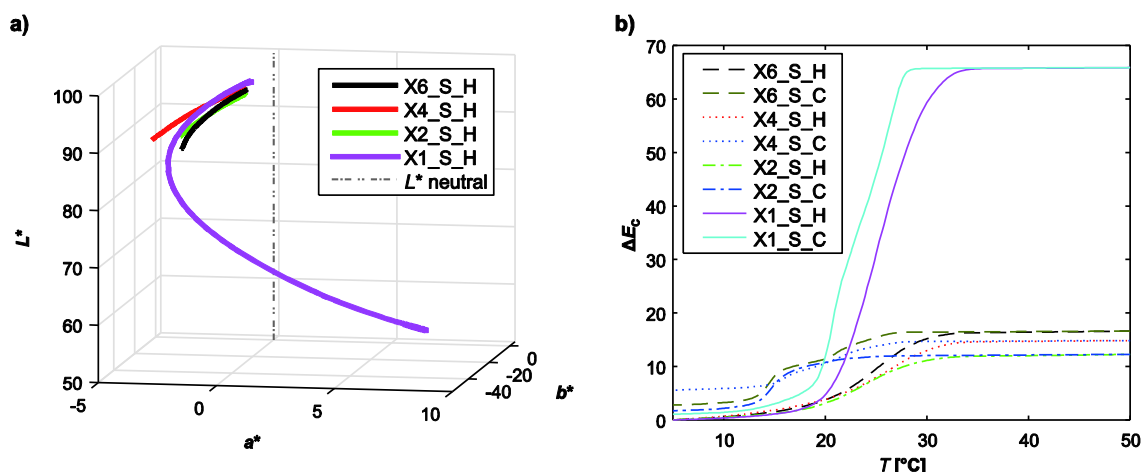 a)
100
90
80
70
60
50
L*
-5
0
5
10
a*
0
-20
-40
b*
X6_S_H
X4_S_H
X2_S_H
X1_S_H
L* neutral
b)
70
60
50
40
30
20
10
0
ΔEc
10
20
30
40
50
T [°C]
X6_S_H
X6_S_C
X4_S_H
X4_S_C
X2_S_H
X2_S_C
X1_S_H
X1_S_C